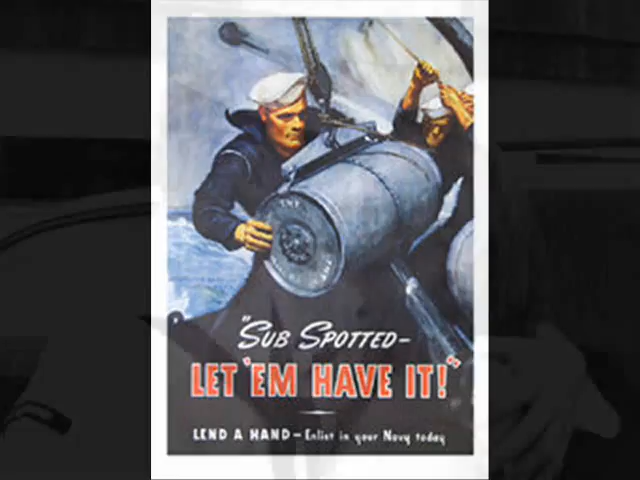 "SUB SPOTTED—
LET 'EM HAVE IT!"
LEND A HAND — Enlist in your Navy today